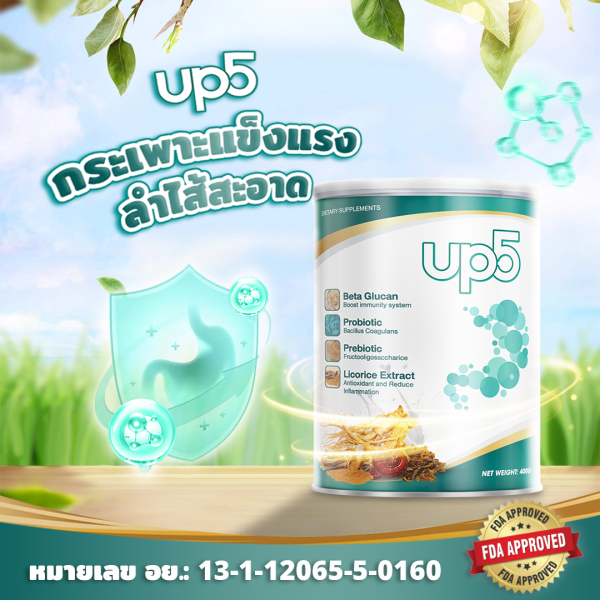 up5
กระเพาะแข็งแรง
ลำไส้สะอาด
DIETARY SUPPLEMENTS
up5
Beta Glucan
Boost immunity system
Probiotic
Bacillus Coagulans
Prebiotic
Fructooligosaccharice
Licorice Extract
Antioxidant and Reduce
Inflammation
NET WEIGHT:
FDA APPROVED
FDA APPROVED
FDA APPROVED
หมายเลข อย.: 13-1-12065-5-0160